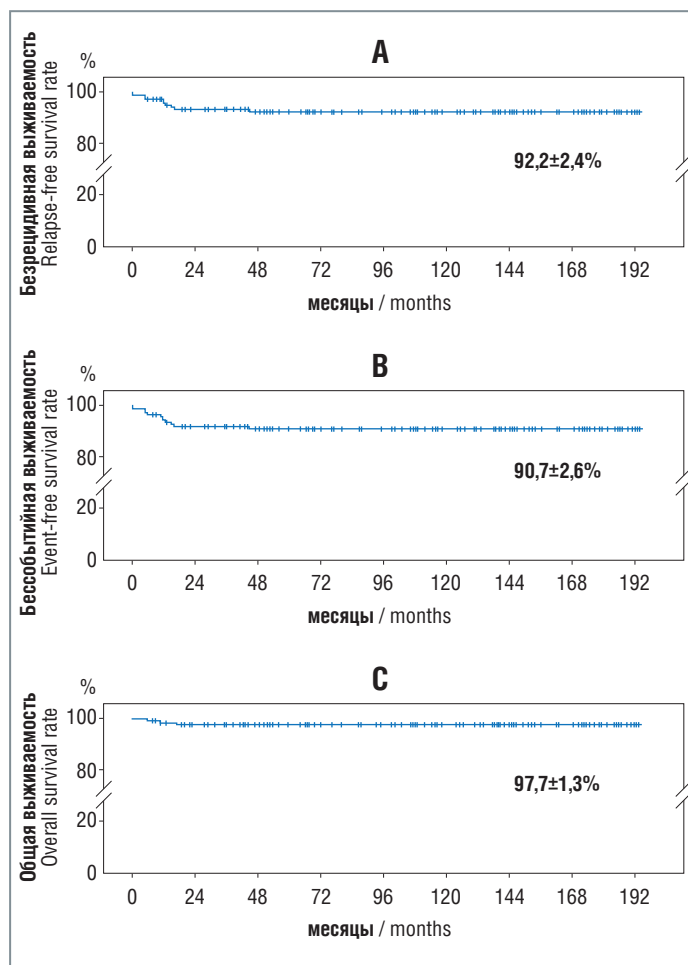 A
%
Безрецидивная выживаемость
Relapse-free survival rate
100
80
20
0
92,2±2,4%
0 24 48 72 96 120 144 168 192
месяцы / months
B
%
Бессобытийная выживаемость
Event-free survival rate
100
80
20
0
90,7±2,6%
0 24 48 72 96 120 144 168 192
месяцы / months
C
%
Общая выживаемость
Overall survival rate
100
80
20
0
97,7±1,3%
0 24 48 72 96 120 144 168 192
месяцы / months